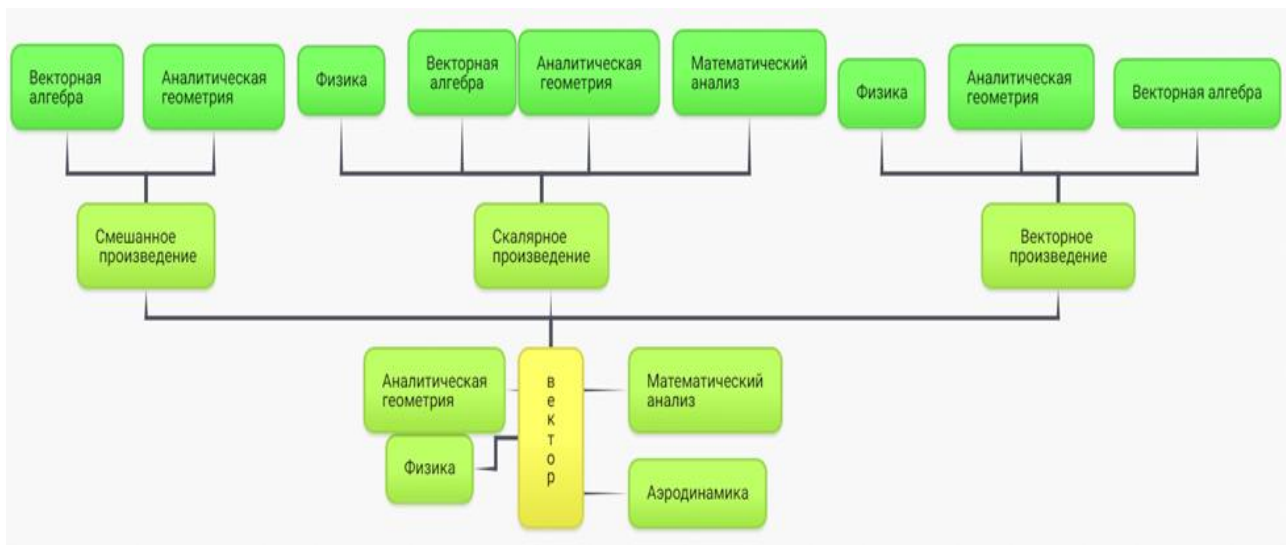 Векторная
алгебра
Аналитическая
геометрия
Физика
Векторная
алгебра
Аналитическая
геометрия
Математический
анализ
Физика
Аналитическая
геометрия
Векторная алгебра
Смешанное
произведение
Скалярное
произведение
Векторное
произведение
Аналитическая
геометрия
Физика
в
е
к
т
о
р
Математический
анализ
Аэродинамика